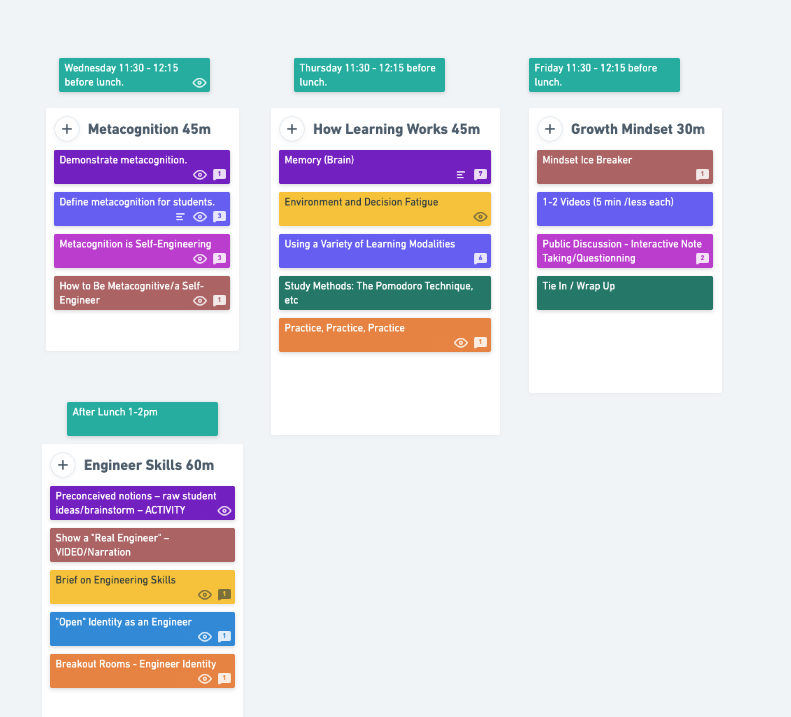 Wednesday 11:30 - 12:15
before lunch.
Thursday 11:30 - 12:15 before
lunch.
Friday 11:30 - 12:15 before
lunch.
Metacognition 45m
Demonstrate metacognition.
1
Define metacognition for students.
3
Metacognition is Self-Engineering
3
How to Be Metacognitive/a Self-
Engineer
1
How Learning Works 45m
Memory (Brain)
7
Environment and Decision Fatigue
Using a Variety of Learning Modalities
6
Study Methods: The Pomodoro Technique,
etc
Practice, Practice, Practice
1
Growth Mindset 30m
Mindset Ice Breaker
1
1-2 Videos (5 min /less each)
Public Discussion - Interactive Note
Taking/Questionning
2
Tie In / Wrap Up
After Lunch 1-2pm
Engineer Skills 60m
Preconceived notions – raw student
ideas/brainstorm – ACTIVITY
Show a "Real Engineer" –
VIDEO/Narration
Brief on Engineering Skills
1
"Open" Identity as an Engineer
1
Breakout Rooms - Engineer Identity
1